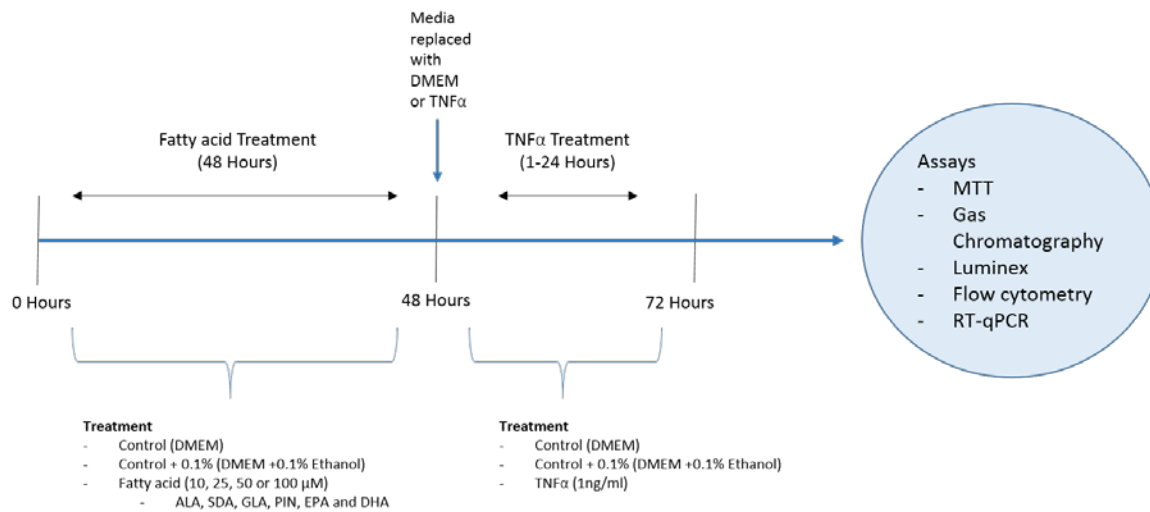 Media
replaced
with
DMEM
or TNFα
Fatty acid Treatment
(48 Hours)
TNFα Treatment
(1-24 Hours)
0 Hours
48 Hours
72 Hours
Treatment
- Control (DMEM)
- Control + 0.1% (DMEM +0.1% Ethanol)
- Fatty acid (10, 25, 50 or 100 μM)
- ALA, SDA, GLA, PIN, EPA and DHA
Treatment
- Control (DMEM)
- Control + 0.1% (DMEM +0.1% Ethanol)
- TNFα (1ng/ml)
Assays
- MTT
- Gas
Chromatography
- Luminex
- Flow cytometry
- RT-qPCR